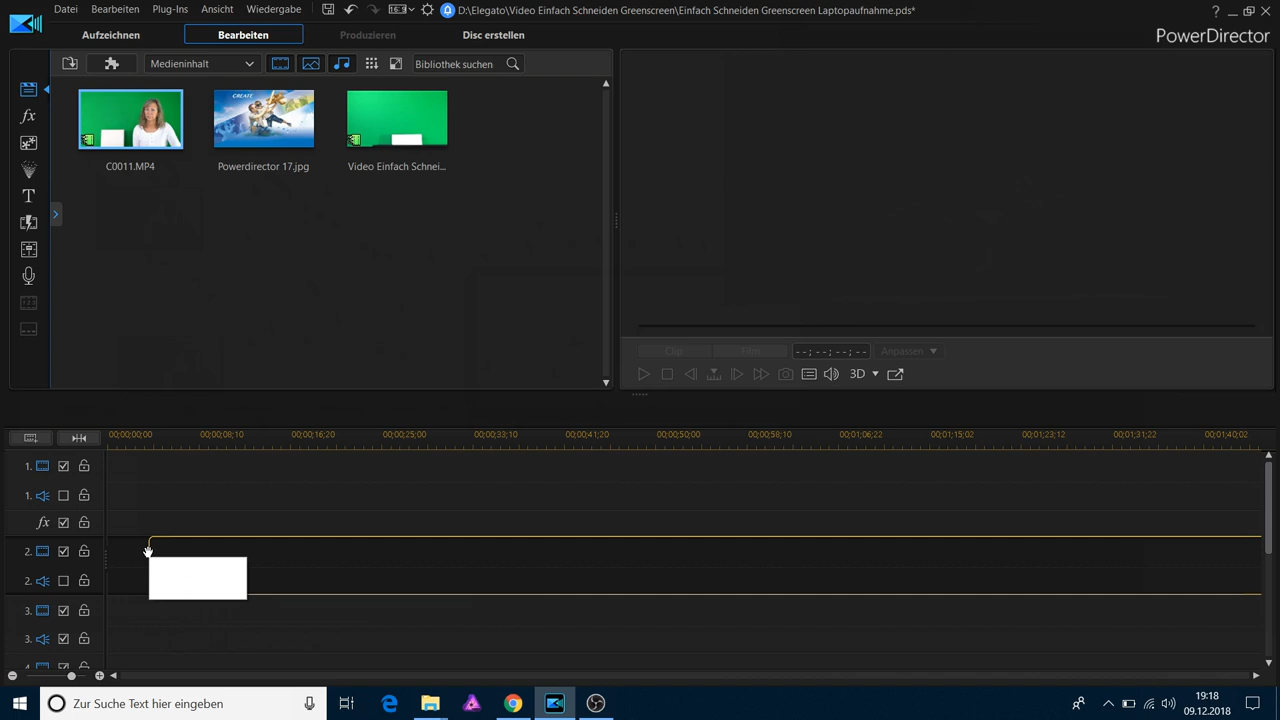 Datei Bearbeiten Plug-Ins Ansicht Wiedergabe
D:\Elegato\Video Einfach Schneiden Greenscreen\Einfach Schneiden Greenscreen Laptopaufnahme.pds*
?
Aufzeichnen Bearbeiten Produzieren Disc erstellen
PowerDirector
Medieninhalt Bibliothek suchen
CREATE
C0011.MP4 Powerdirector 17.jpg Video Einfach Schnei...
fx
T
Clip Film --;--;--;-- Anpassen
3D
00;00;00;00 00;00;08;10 00;00;16;20 00;00;25;00 00;00;33;10 00;00;41;20 00;00;50;00 00;00;58;10 00;01;06;22 00;01;15;02 00;01;23;12 00;01;31;22 00;01;40;02
1.
1.
fx
2.
2.
3.
3.
4.
Zur Suche Text hier eingeben
19:18
09.12.2018